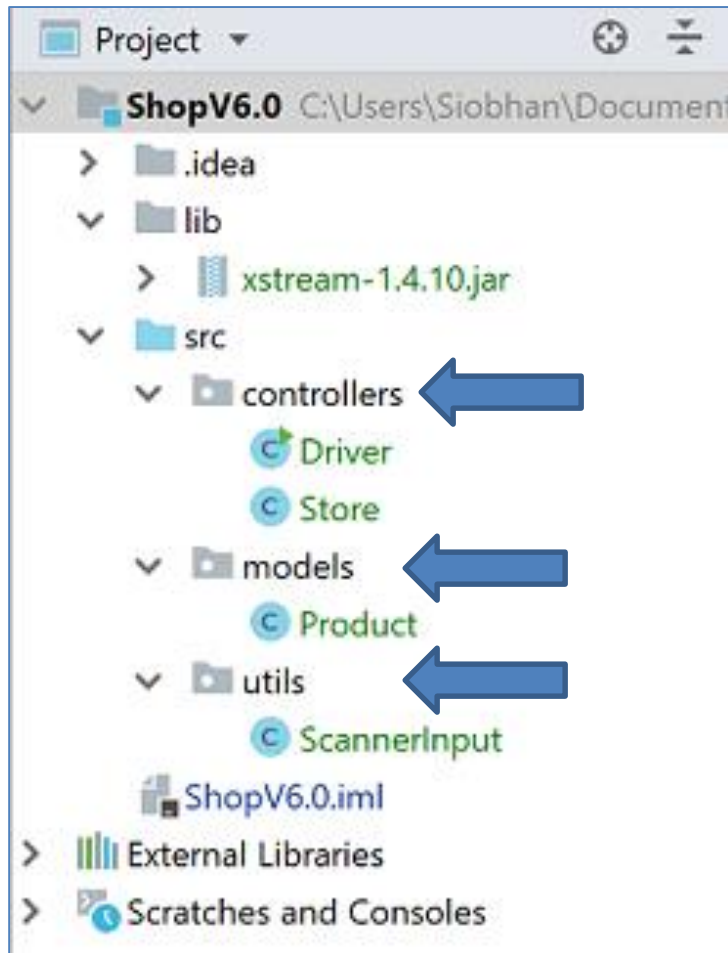 Project
ShopV6.0 C:\Users\Siobhan\Document
.idea
lib
xstream-1.4.10.jar
src
controllers
C Driver
C Store
models
C Product
utils
C ScannerInput
ShopV6.0.iml
External Libraries
Scratches and Consoles